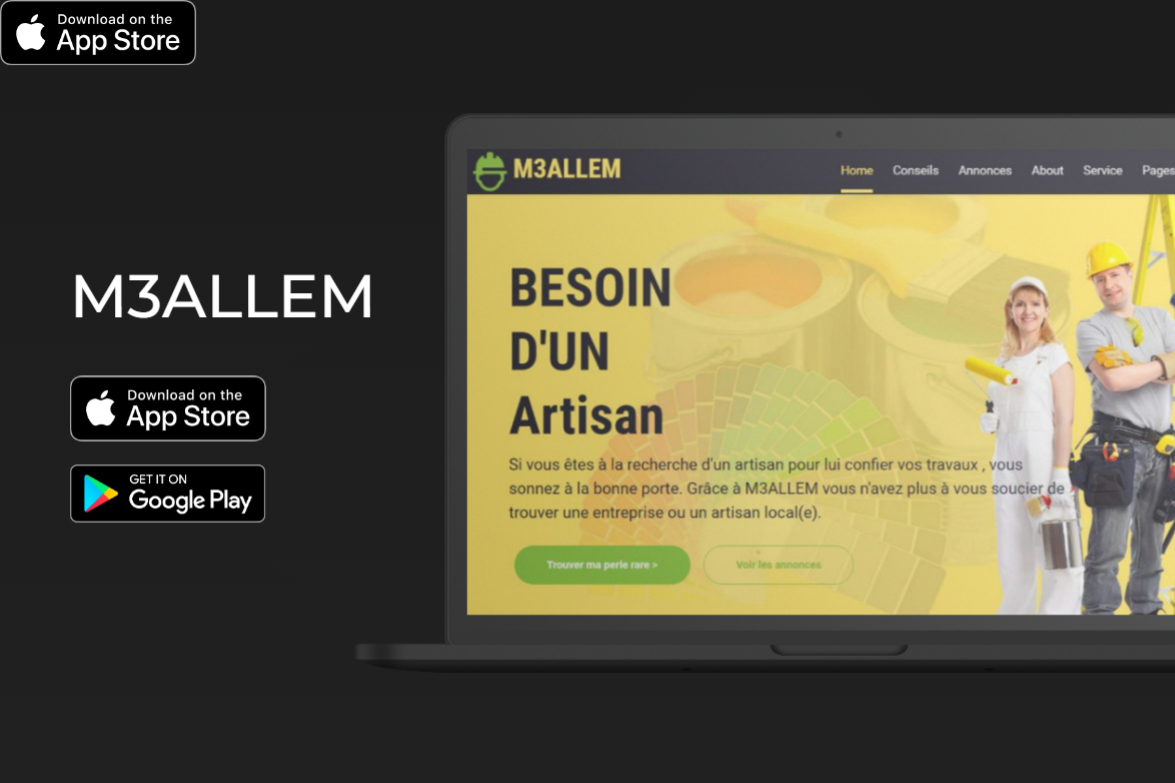 Download on the
App Store
M3ALLEM
Download on the
App Store
GET IT ON
Google Play
M3ALLEM
Home Conseils Annonces About Service Pages
BESOIN
D'UN
Artisan
Si vous êtes à la recherche d'un artisan pour lui confier vos travaux , vous
sonnez à la bonne porte. Grâce à M3ALLEM vous n'avez plus à vous soucier de
trouver une entreprise ou un artisan local(e).
Trouver ma perle rare >
Voir les annonces